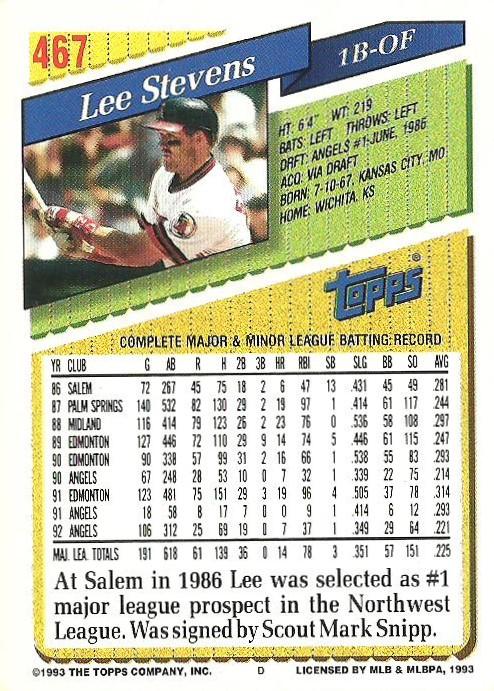 467
Lee Stevens
1B-OF
HT: 6'4" WT: 219
BATS: LEFT THROWS: LEFT
DRFT: ANGELS #1-JUNE, 1986
ACQ: VIA DRAFT
BORN: 7-10-67, KANSAS CITY, MO
HOME: WICHITA, KS
TOPPS®
COMPLETE MAJOR & MINOR LEAGUE BATTING RECORD
YR CLUB G AB R H 2B 3B HR RBI SB SLG BB SO AVG
86 SALEM 72 267 45 75 18 2 6 47 13 .431 45 49 .281
87 PALM SPRINGS 140 532 82 130 29 2 19 97 1 .414 61 117 .244
88 MIDLAND 116 414 79 123 26 2 23 76 0 .536 58 108 .297
89 EDMONTON 127 446 72 110 29 9 14 74 5 .446 61 115 .247
90 EDMONTON 90 338 57 99 31 2 16 66 1 .538 55 83 .293
90 ANGELS 67 248 28 53 10 0 7 32 1 .339 22 75 .214
91 EDMONTON 123 481 75 151 29 3 19 96 4 .505 37 78 .314
91 ANGELS 18 58 8 17 7 0 0 9 1 .414 6 12 .293
92 ANGELS 106 312 25 69 19 0 7 37 1 .349 29 64 .221
MAJ. LEA. TOTALS 191 618 61 139 36 0 14 78 3 .351 57 151 .225
At Salem in 1986 Lee was selected as #1
major league prospect in the Northwest
League. Was signed by Scout Mark Snipp.
©1993 THE TOPPS COMPANY, INC. D LICENSED BY MLB & MLBPA, 1993